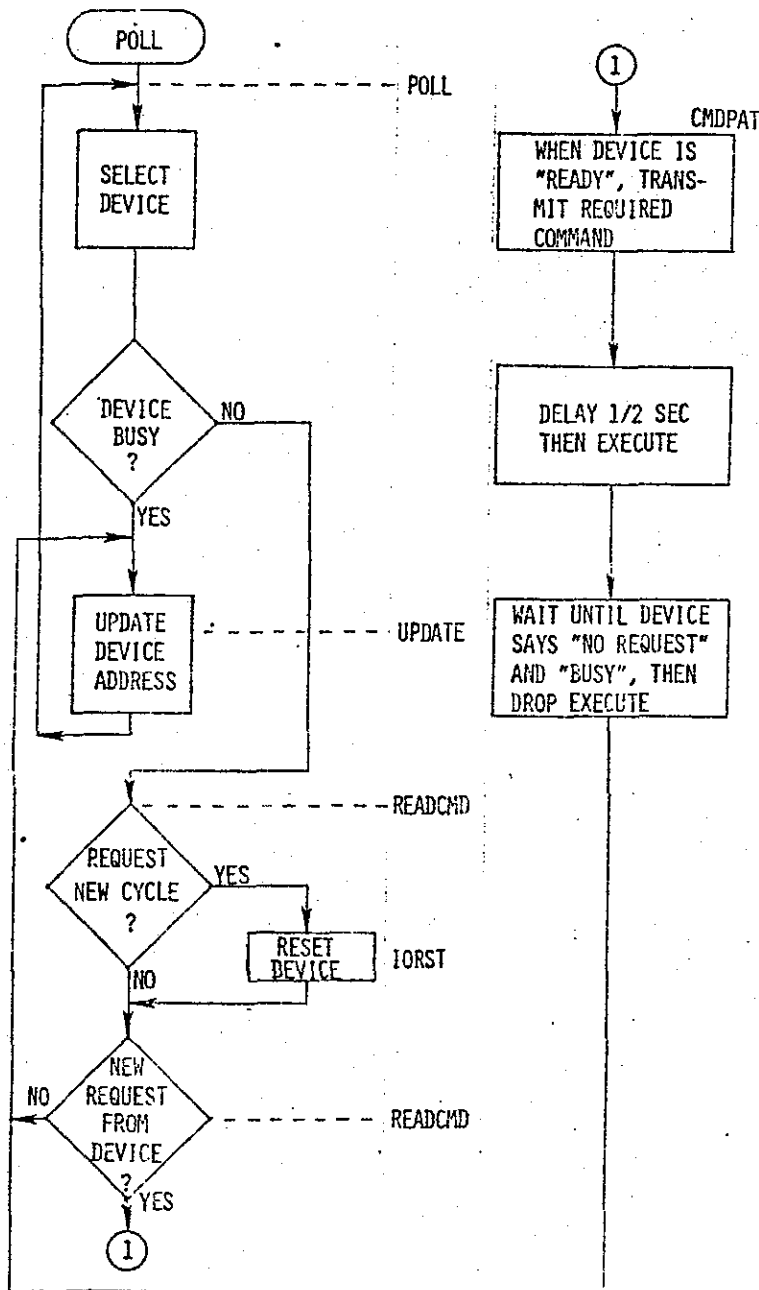 POLL
POLL
SELECT
DEVICE
DEVICE
BUSY
?
NO
YES
UPDATE
DEVICE
ADDRESS
UPDATE
READCMD
REQUEST
NEW CYCLE
?
YES
RESET
DEVICE
IORST
NO
NEW
REQUEST
FROM
DEVICE
?
NO
READCMD
YES
1
1
CMDPAT
WHEN DEVICE IS
"READY", TRANS-
MIT REQUIRED
COMMAND
DELAY 1/2 SEC
THEN EXECUTE
WAIT UNTIL DEVICE
SAYS "NO REQUEST"
AND "BUSY", THEN
DROP EXECUTE